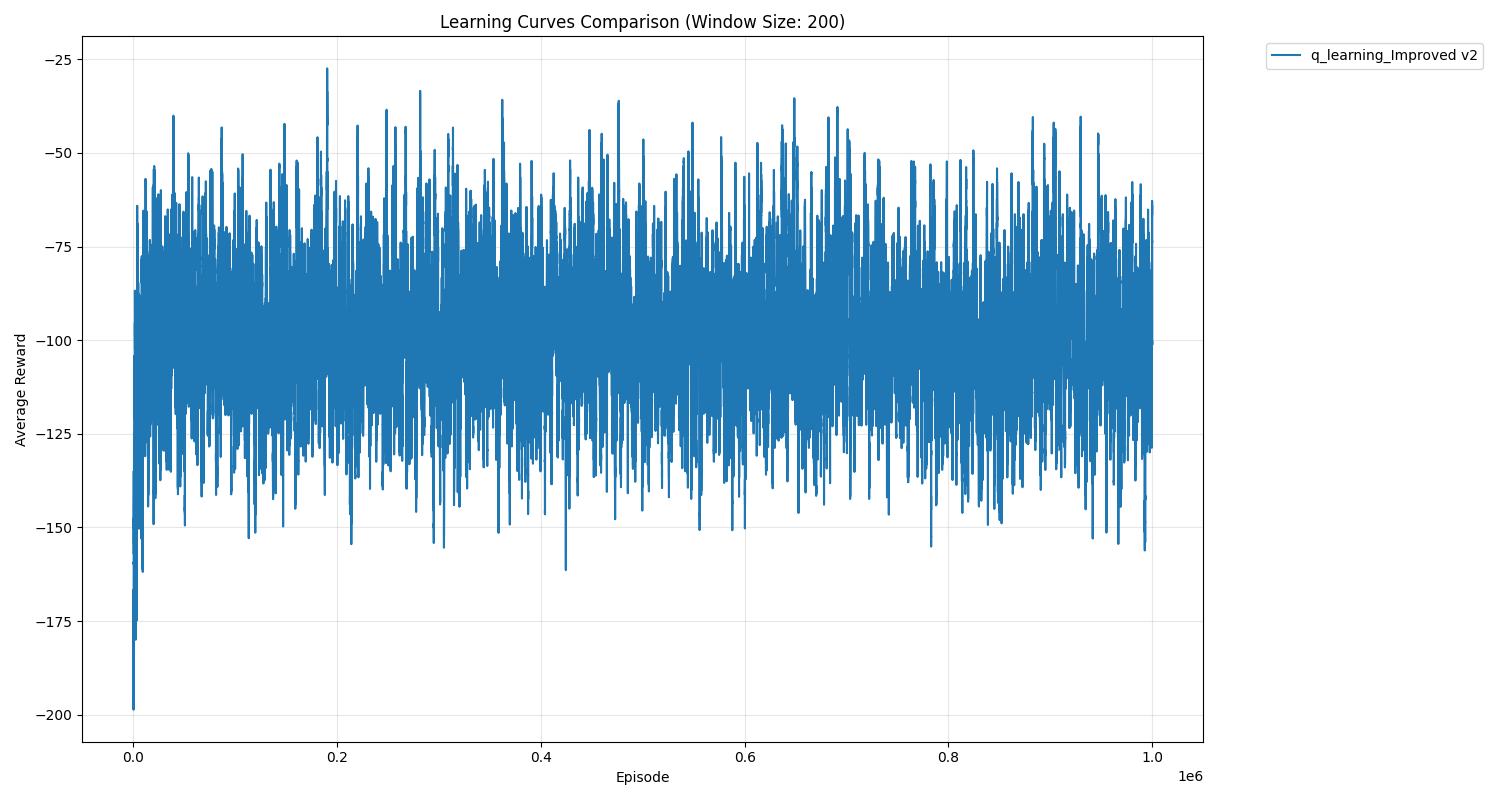 Learning Curves Comparison (Window Size: 200)
q_learning_Improved v2
Average Reward
−25
−50
−75
−100
−125
−150
−175
−200
0.0
0.2
0.4
0.6
0.8
1.0
1e6
Episode